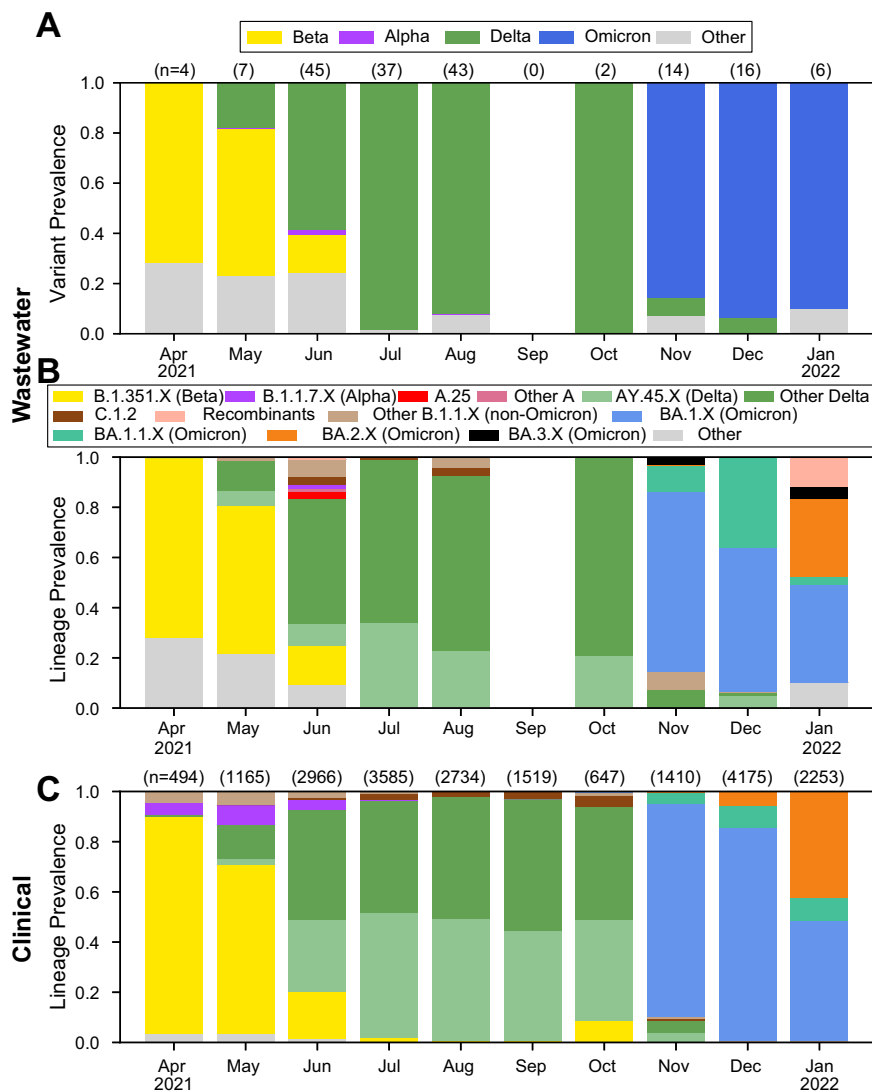 A
Beta Alpha Delta Omicron Other
(n=4) (7) (45) (37) (43) (0) (2) (14) (16) (6)
Variant Prevalence
1.0
0.8
0.6
0.4
0.2
0.0
Apr May Jun Jul Aug Sep Oct Nov Dec Jan
2021 2022
Wastewater
B
B.1.351.X (Beta) B.1.1.7.X (Alpha) A.25 Other A AY.45.X (Delta) Other Delta
C.1.2 Recombinants Other B.1.1.X (non-Omicron) BA.1.X (Omicron)
BA.1.1.X (Omicron) BA.2.X (Omicron) BA.3.X (Omicron) Other
Lineage Prevalence
1.0
0.8
0.6
0.4
0.2
0.0
Apr May Jun Jul Aug Sep Oct Nov Dec Jan
2021 2022
C
(n=494) (1165) (2966) (3585) (2734) (1519) (647) (1410) (4175) (2253)
Clinical
Lineage Prevalence
1.0
0.8
0.6
0.4
0.2
0.0
Apr May Jun Jul Aug Sep Oct Nov Dec Jan
2021 2022